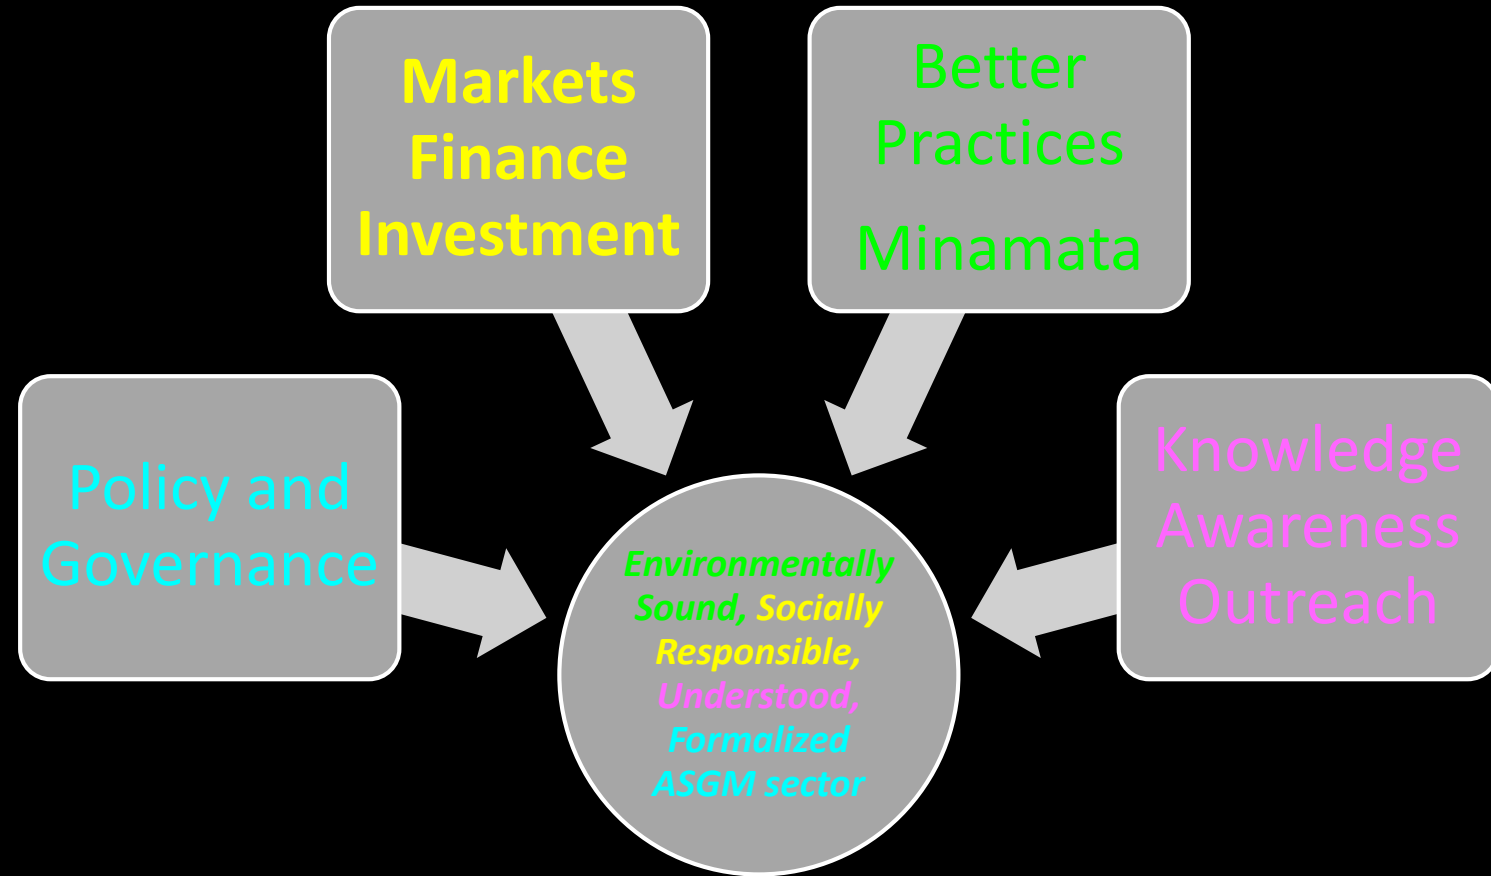 Markets
Finance
Investment
Better
Practices
Minamata
Policy and
Governance
Knowledge
Awareness
Outreach
Environmentally
Sound, Socially
Responsible,
Understood,
Formalized
ASGM sector